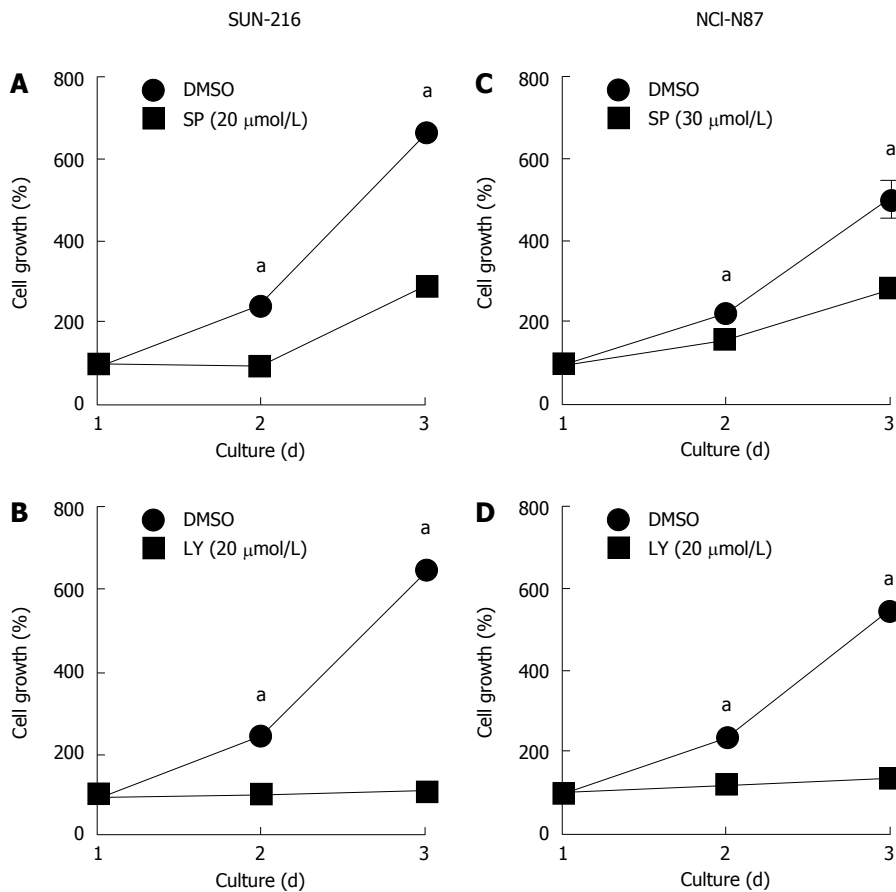 SUN-216
NCI-N87
A
800
600
400
200
0
Cell growth (%)
DMSO
SP (20 μmol/L)
a
a
1
2
3
Culture (d)
C
800
600
400
200
0
Cell growth (%)
DMSO
SP (30 μmol/L)
a
a
1
2
3
Culture (d)
B
800
600
400
200
0
Cell growth (%)
DMSO
LY (20 μmol/L)
a
a
1
2
3
Culture (d)
D
800
600
400
200
0
Cell growth (%)
DMSO
LY (20 μmol/L)
a
a
1
2
3
Culture (d)